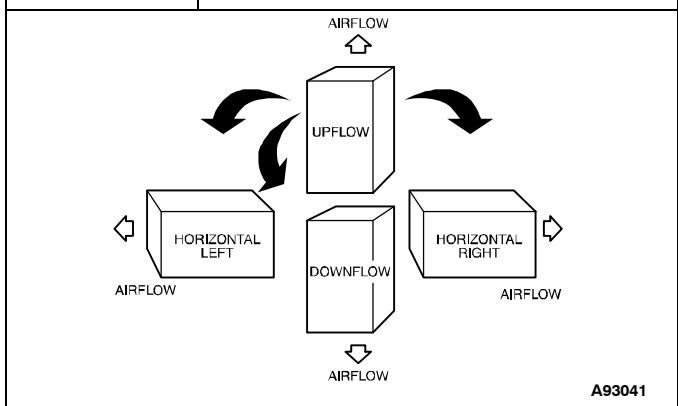 AIRFLOW
UPFLOW
HORIZONTAL
LEFT
AIRFLOW
DOWNFLOW
HORIZONTAL
RIGHT
AIRFLOW
AIRFLOW
A93041